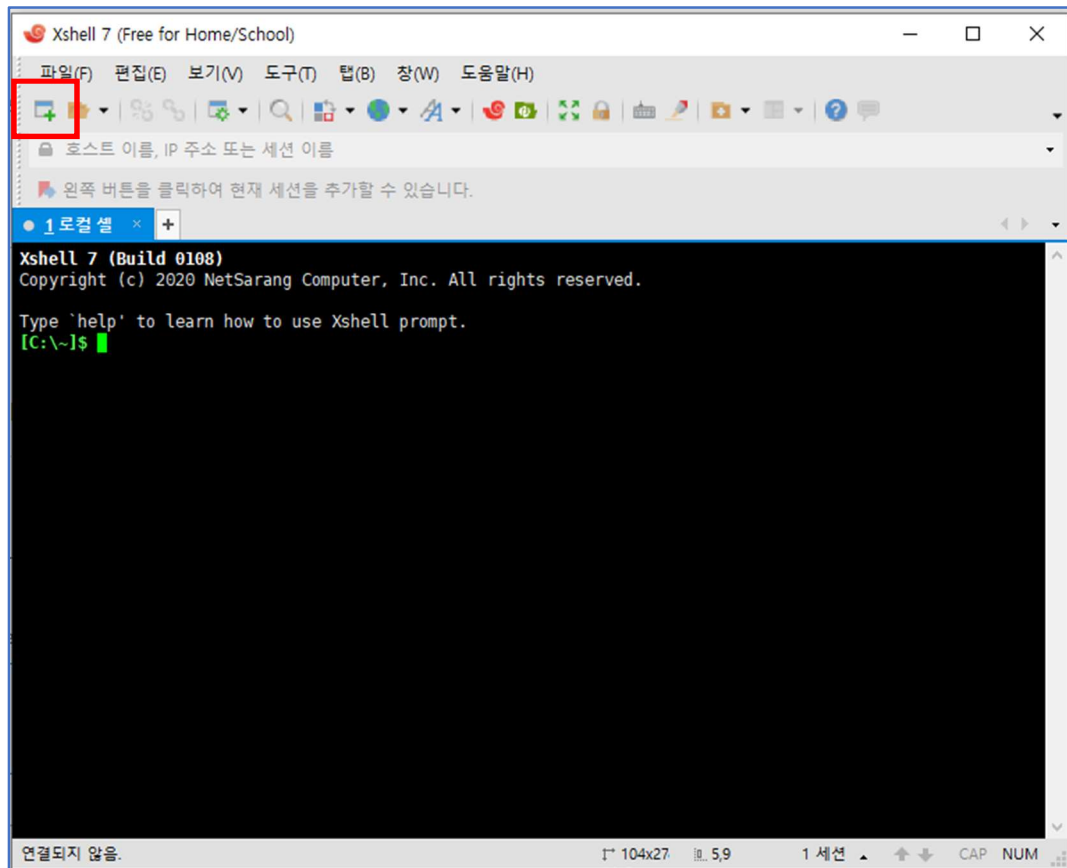 Xshell 7 (Free for Home/School)
파일(F) 편집(E) 보기(V) 도구(T) 탭(B) 창(W) 도움말(H)
호스트 이름, IP 주소 또는 세션 이름
왼쪽 버튼을 클릭하여 현재 세션을 추가할 수 있습니다.
1 로컬 셸 × +
Xshell 7 (Build 0108)
Copyright (c) 2020 NetSarang Computer, Inc. All rights reserved.
Type `help' to learn how to use Xshell prompt.
[C:\~]$
연결되지 않음. 104x27 5,9 1 세션 CAP NUM